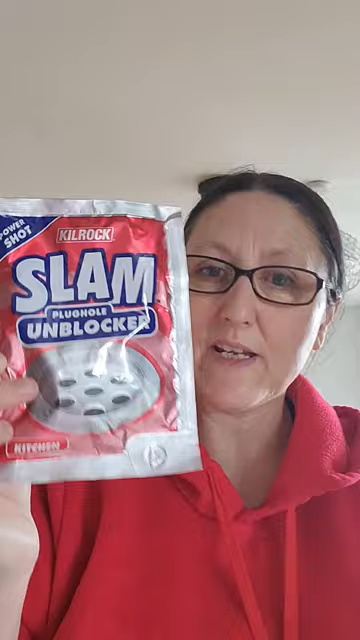 POWER
SHOT
KILROCK
SLAM
PLUGHOLE
UNBLOCKER
KITCHEN